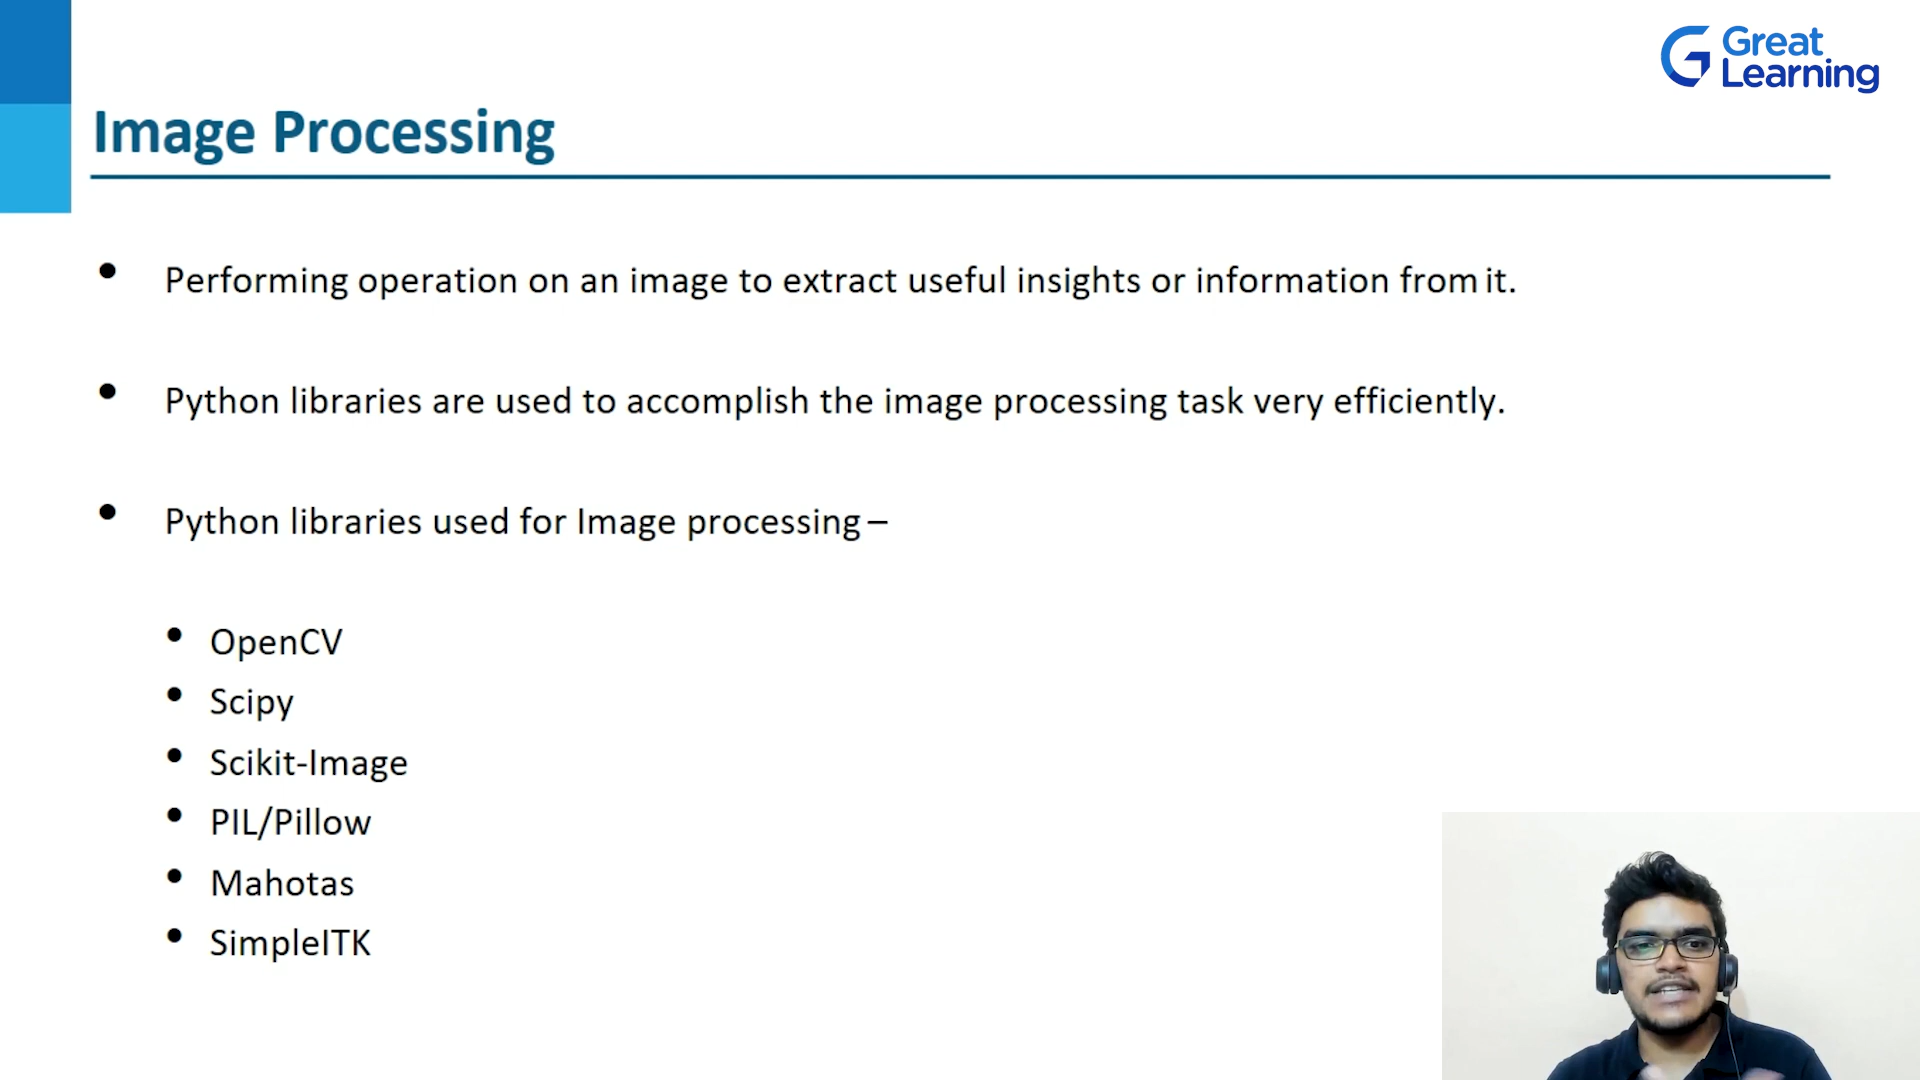 Great
Learning
Image Processing
• Performing operation on an image to extract useful insights or information from it.
• Python libraries are used to accomplish the image processing task very efficiently.
• Python libraries used for Image processing –
• OpenCV
• Scipy
• Scikit-Image
• PIL/Pillow
• Mahotas
• SimpleITK